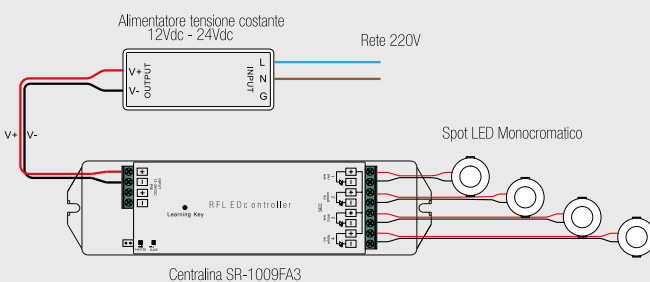 Alimentatore tensione costante
12Vdc - 24Vdc
Rete 220V
V+
V-
OUTPUT
INPUT
L
N
G
V+
V-
Spot LED Monocromatico
RFLEDcontroller
Learning Key
Centralina SR-1009FA3